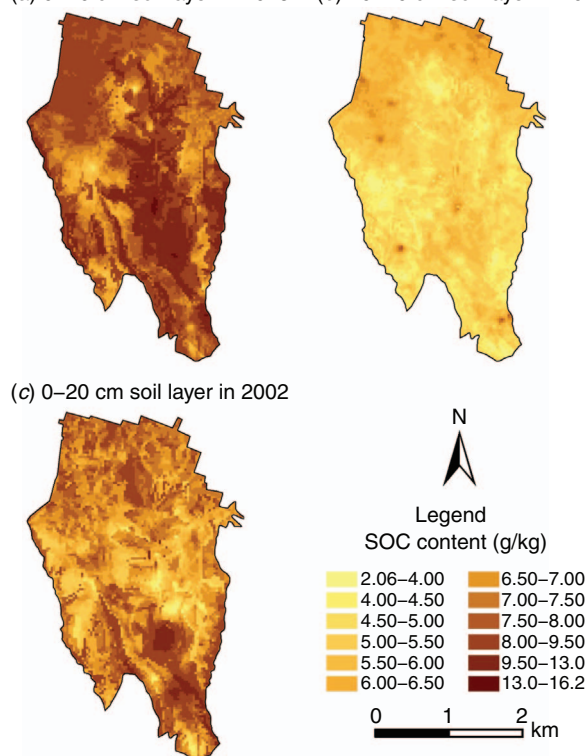 (c) 0–20 cm soil layer in 2002
N
Legend
SOC content (g/kg)
2.06–4.00 6.50–7.00
4.00–4.50 7.00–7.50
4.50–5.00 7.50–8.00
5.00–5.50 8.00–9.50
5.50–6.00 9.50–13.0
6.00–6.50 13.0–16.2
0 1 2
km